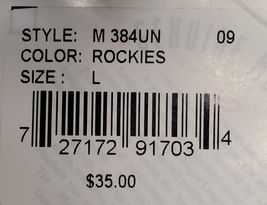 STYLE: M 384UN 09
COLOR: ROCKIES
SIZE : L
7 27172 91703 4
$35.00